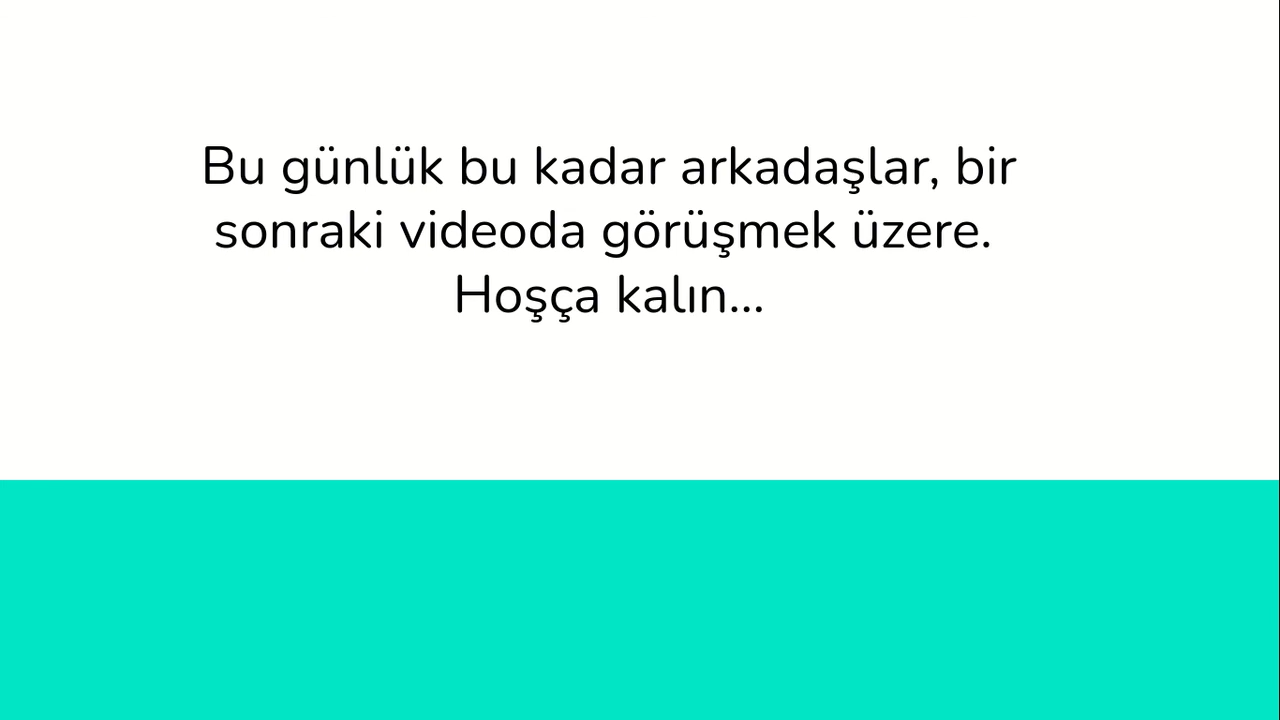 Bu günlük bu kadar arkadaşlar, bir
sonraki videoda görüşmek üzere.
Hoşça kalın...